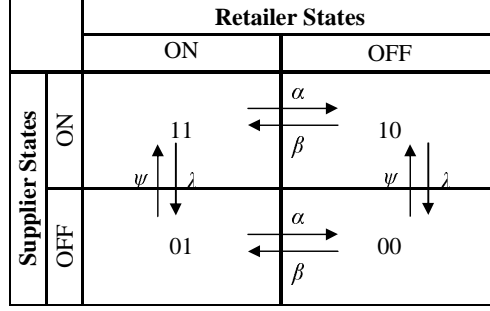 Retailer States
ON OFF
Supplier States
ON
OFF
α
11 10
β
ψ λ ψ λ
α
01 00
β